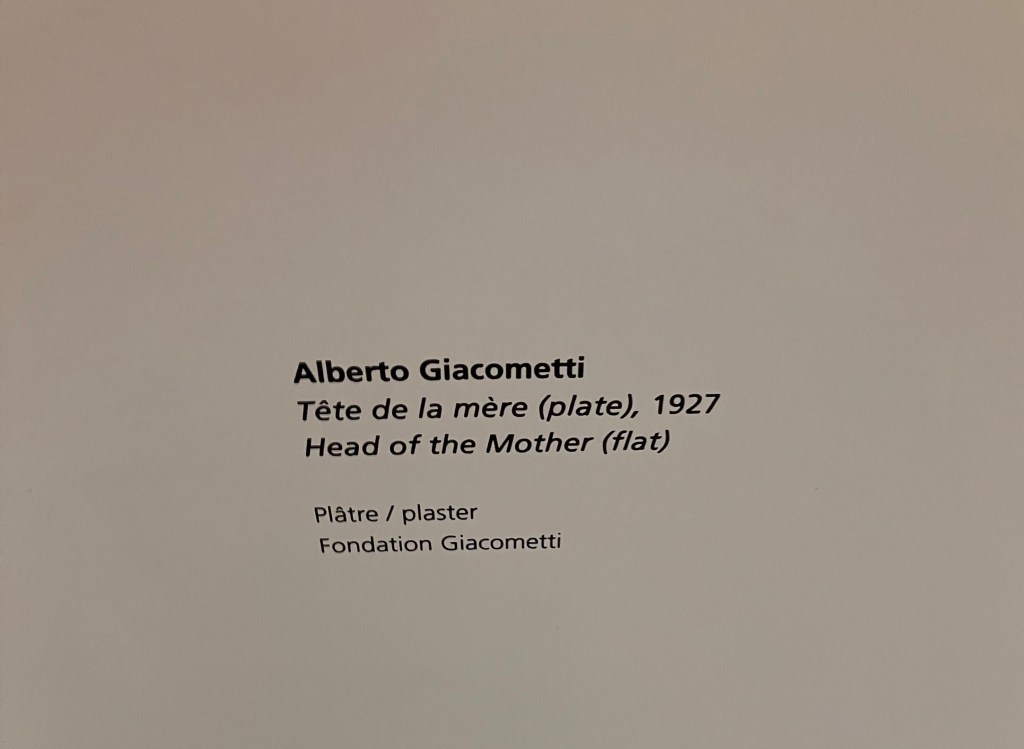 Alberto Giacometti
Tête de la mère (plate), 1927
Head of the Mother (flat)
Plâtre / plaster
Fondation Giacometti